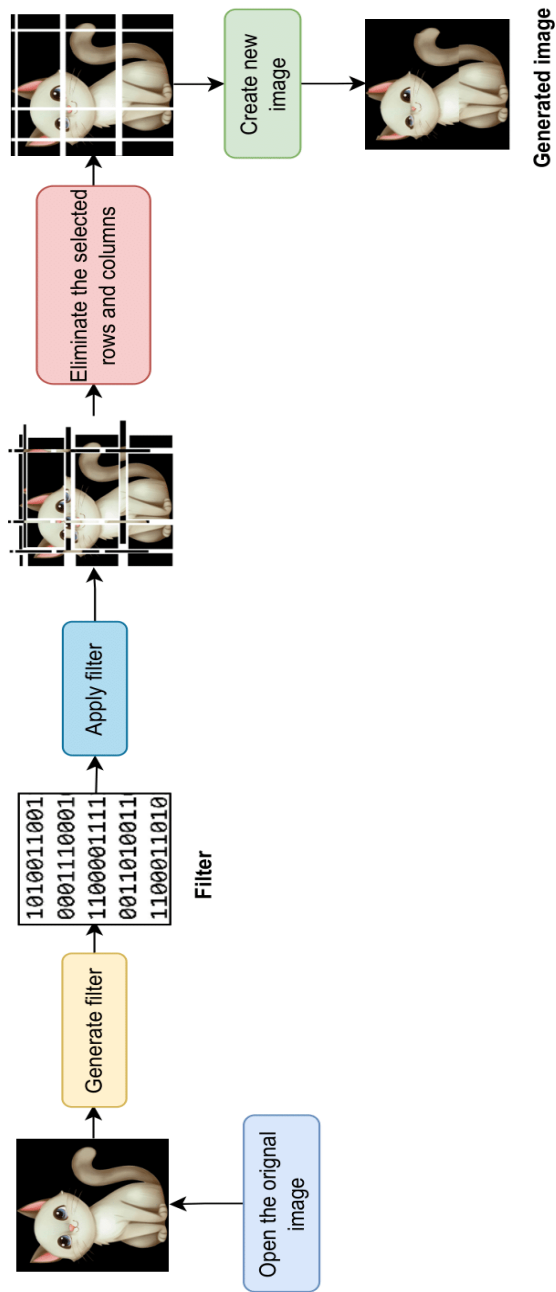 Open the orignal
image
Generate filter
1010011001
0001110001
1100001111
0011010011
1100011010
Filter
Apply filter
Eliminate the selected
rows and columns
Create new
image
Generated image